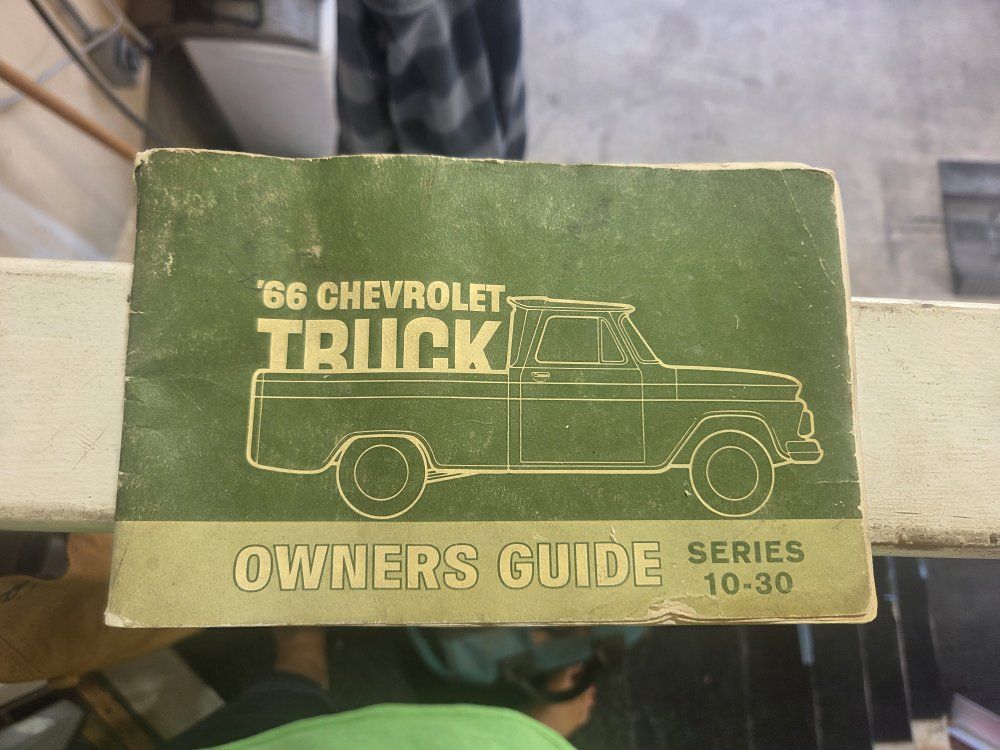 '66 CHEVROLET
TRUCK
OWNERS GUIDE
SERIES
10-30